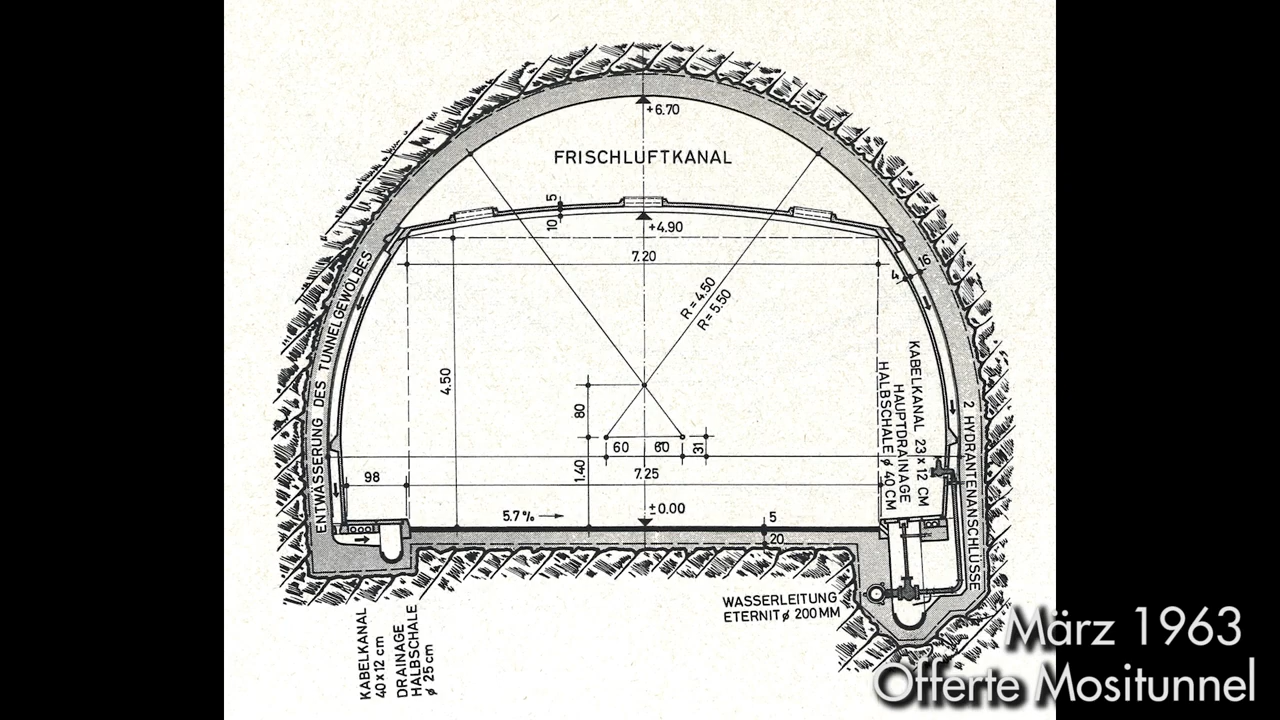 +6.70
FRISCHLUFTKANAL
5
10
+4.90
7.20
16
4
R = 4.50
R = 5.50
ENTWÄSSERUNG DES TUNNELGEWÖLBES
4.50
KABELKANAL 23 x 12 CM
HAUPTDRAINAGE
HALBSCHALE ø 40 CM
2 HYDRANTENANSCHLÜSSE
80
60 60
31
1.40
98
7.25
5.7 %
±0.00
5
20
WASSERLEITUNG
ETERNIT ø 200 MM
KABELKANAL
40 x 12 cm
DRAINAGE
HALBSCHALE
ø 25 cm
März 1963
Offerte Mositunnel